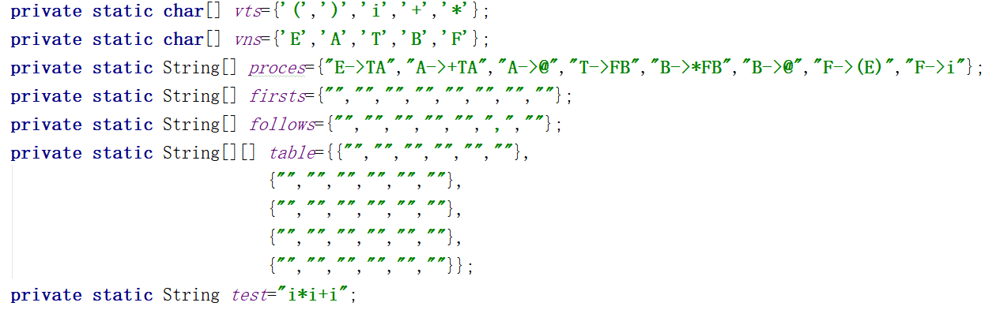 private static char[] vts={'(',')','i','+','*'};
private static char[] vns={'E','A','T','B','F'};
private static String[] proces={"E->TA","A->+TA","A->@","T->FB","B->*FB","B->@","F->(E)","F->i"};
private static String[] firsts={"","","","","","","",""};
private static String[] follows={"","","","","",",",""};
private static String[][] table={{"","","","","",""},
{"","","","","",""},
{"","","","","",""},
{"","","","","",""},
{"","","","","",""}};
private static String test="i*i+i";